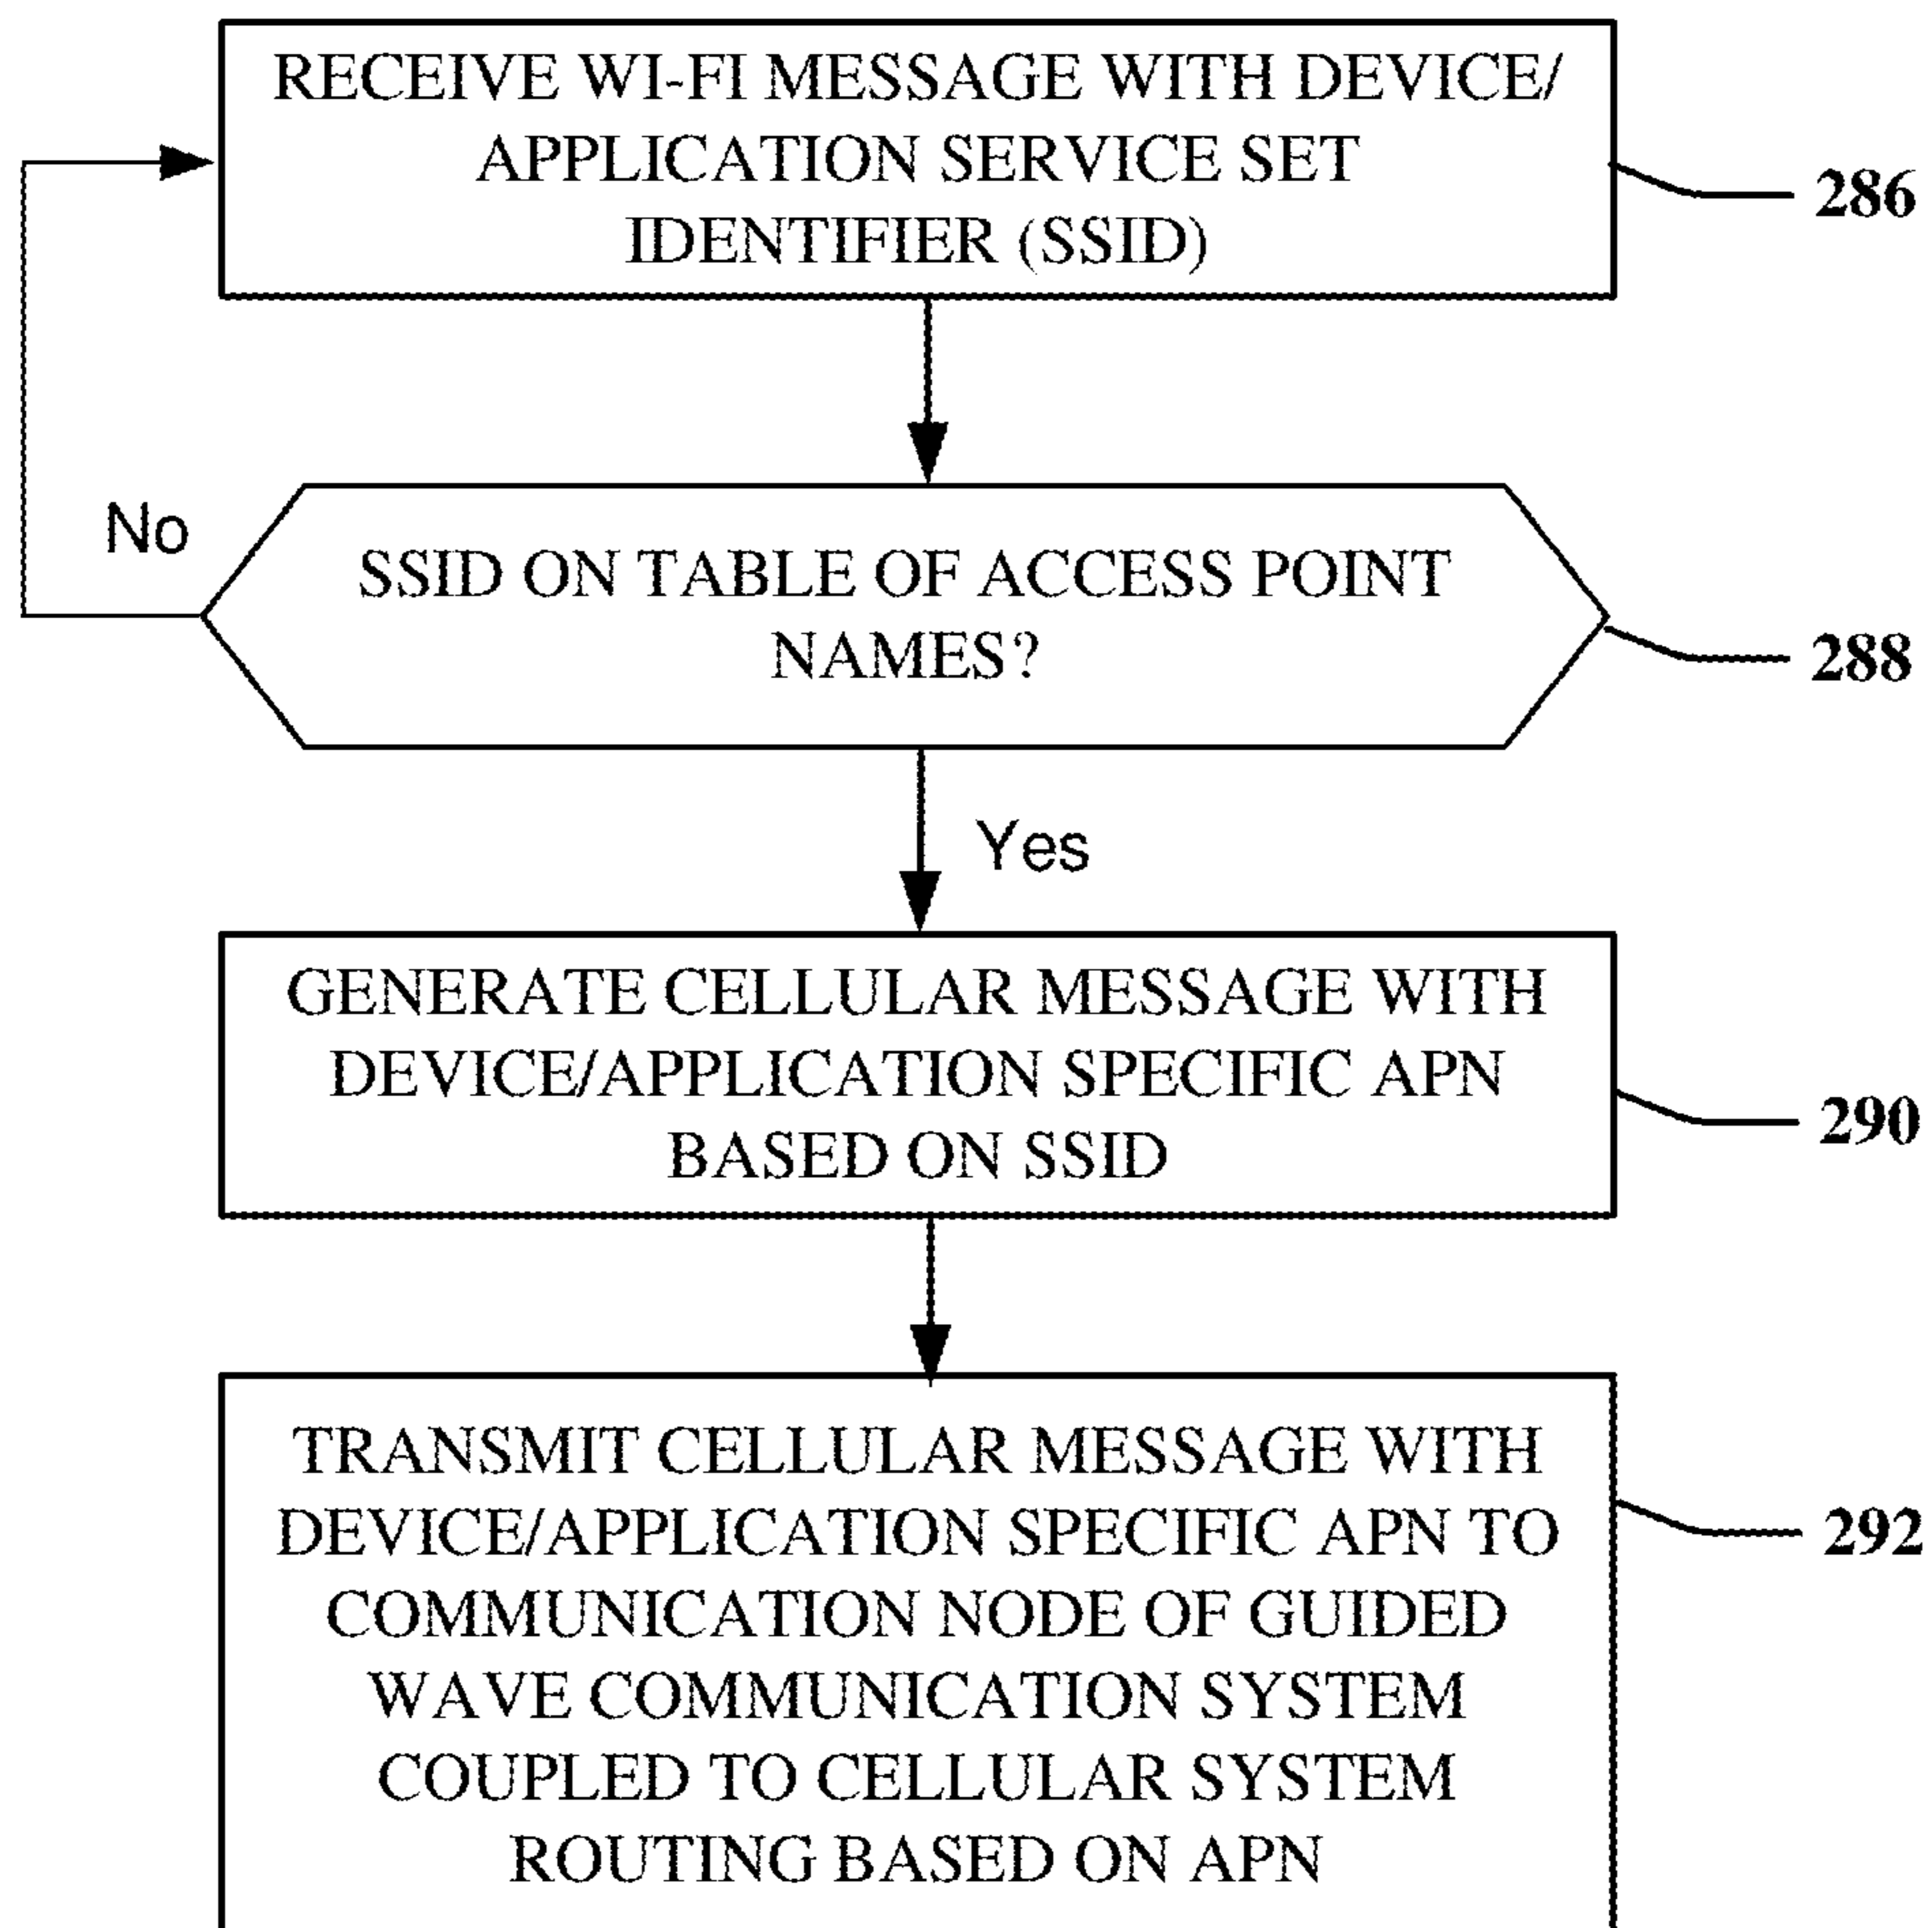 RECEIVE WI-FI MESSAGE WITH DEVICE/
APPLICATION SERVICE SET
IDENTIFIER (SSID)
286
No
SSID ON TABLE OF ACCESS POINT
NAMES?
288
Yes
GENERATE CELLULAR MESSAGE WITH
DEVICE/APPLICATION SPECIFIC APN
BASED ON SSID
290
TRANSMIT CELLULAR MESSAGE WITH
DEVICE/APPLICATION SPECIFIC APN TO
COMMUNICATION NODE OF GUIDED
WAVE COMMUNICATION SYSTEM
COUPLED TO CELLULAR SYSTEM
ROUTING BASED ON APN
292